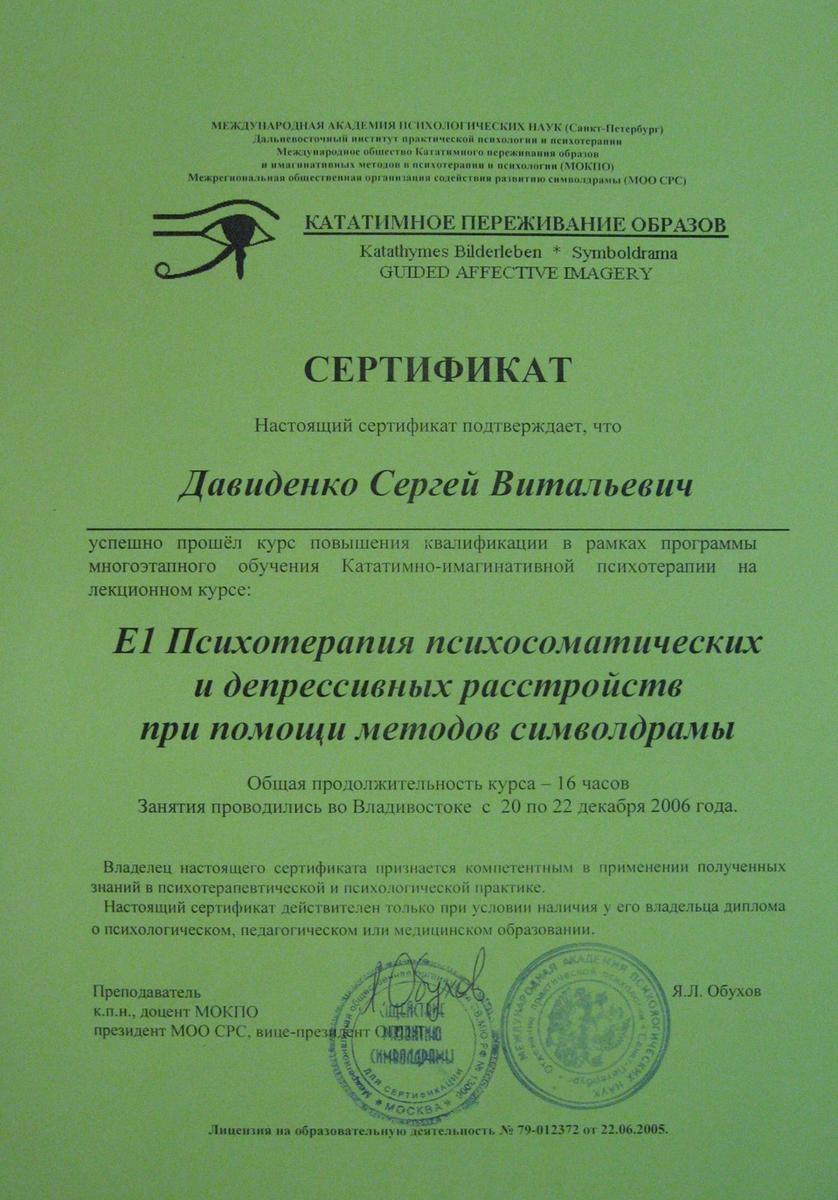 МЕЖДУНАРОДНАЯ АКАДЕМИЯ ПСИХОЛОГИЧЕСКИХ НАУК (Санкт-Петербург)
Дальневосточный институт практической психологии и психотерапии
Международное общество Кататимного переживания образов
и имагинативных методов в психотерапии и психологии (МОКПО)
Межрегиональная общественная организация содействия развитию символдрамы (МОО СРС)
КАТАТИМНОЕ ПЕРЕЖИВАНИЕ ОБРАЗОВ
Katathymes Bilderleben * Symboldrama
GUIDED AFFECTIVE IMAGERY
СЕРТИФИКАТ
Настоящий сертификат подтверждает, что
Давиденко Сергей Витальевич
успешно прошёл курс повышения квалификации в рамках программы
многоэтапного обучения Кататимно-имагинативной психотерапии на
лекционном курсе:
Е1 Психотерапия психосоматических
и депрессивных расстройств
при помощи методов символдрамы
Общая продолжительность курса – 16 часов
Занятия проводились во Владивостоке с 20 по 22 декабря 2006 года.
Владелец настоящего сертификата признается компетентным в применении полученных
знаний в психотерапевтической и психологической практике.
Настоящий сертификат действителен только при условии наличия у его владельца диплома
о психологическом, педагогическом или медицинском образовании.
Преподаватель
Я.Л. Обухов
к.п.н., доцент МОКПО
президент МОО СРС, вице-президент
Обухов
РАЗВИТИЮ
СИМВОЛДРАМЫ
ДЛЯ СЕРТИФИКАЦИИ
* МОСКВА *
МЕЖДУНАРОДНАЯ АКАДЕМИЯ ПСИХОЛОГИЧЕСКИХ НАУК
Лицензия на образовательную деятельность № 79-012372 от 22.06.2005.